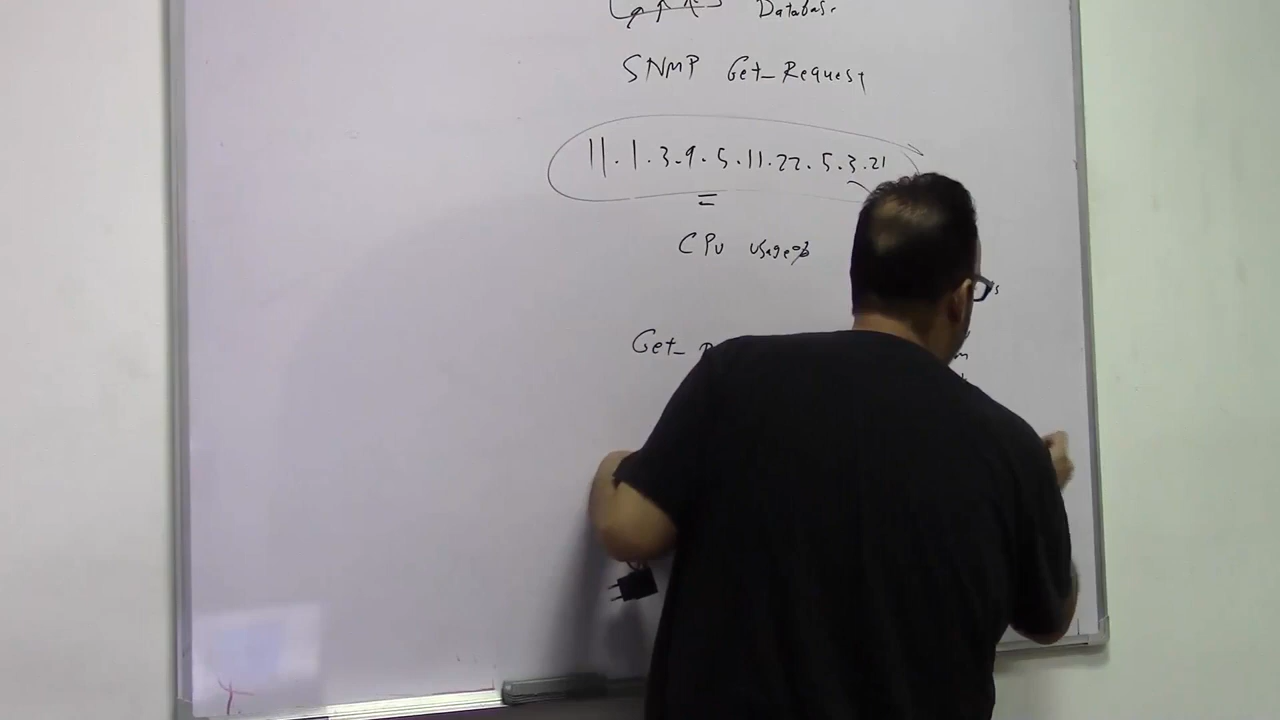 Database
SNMP Get_Request
11.1.3.9.5.11.22.5.3.21
CPU usage%
Get_